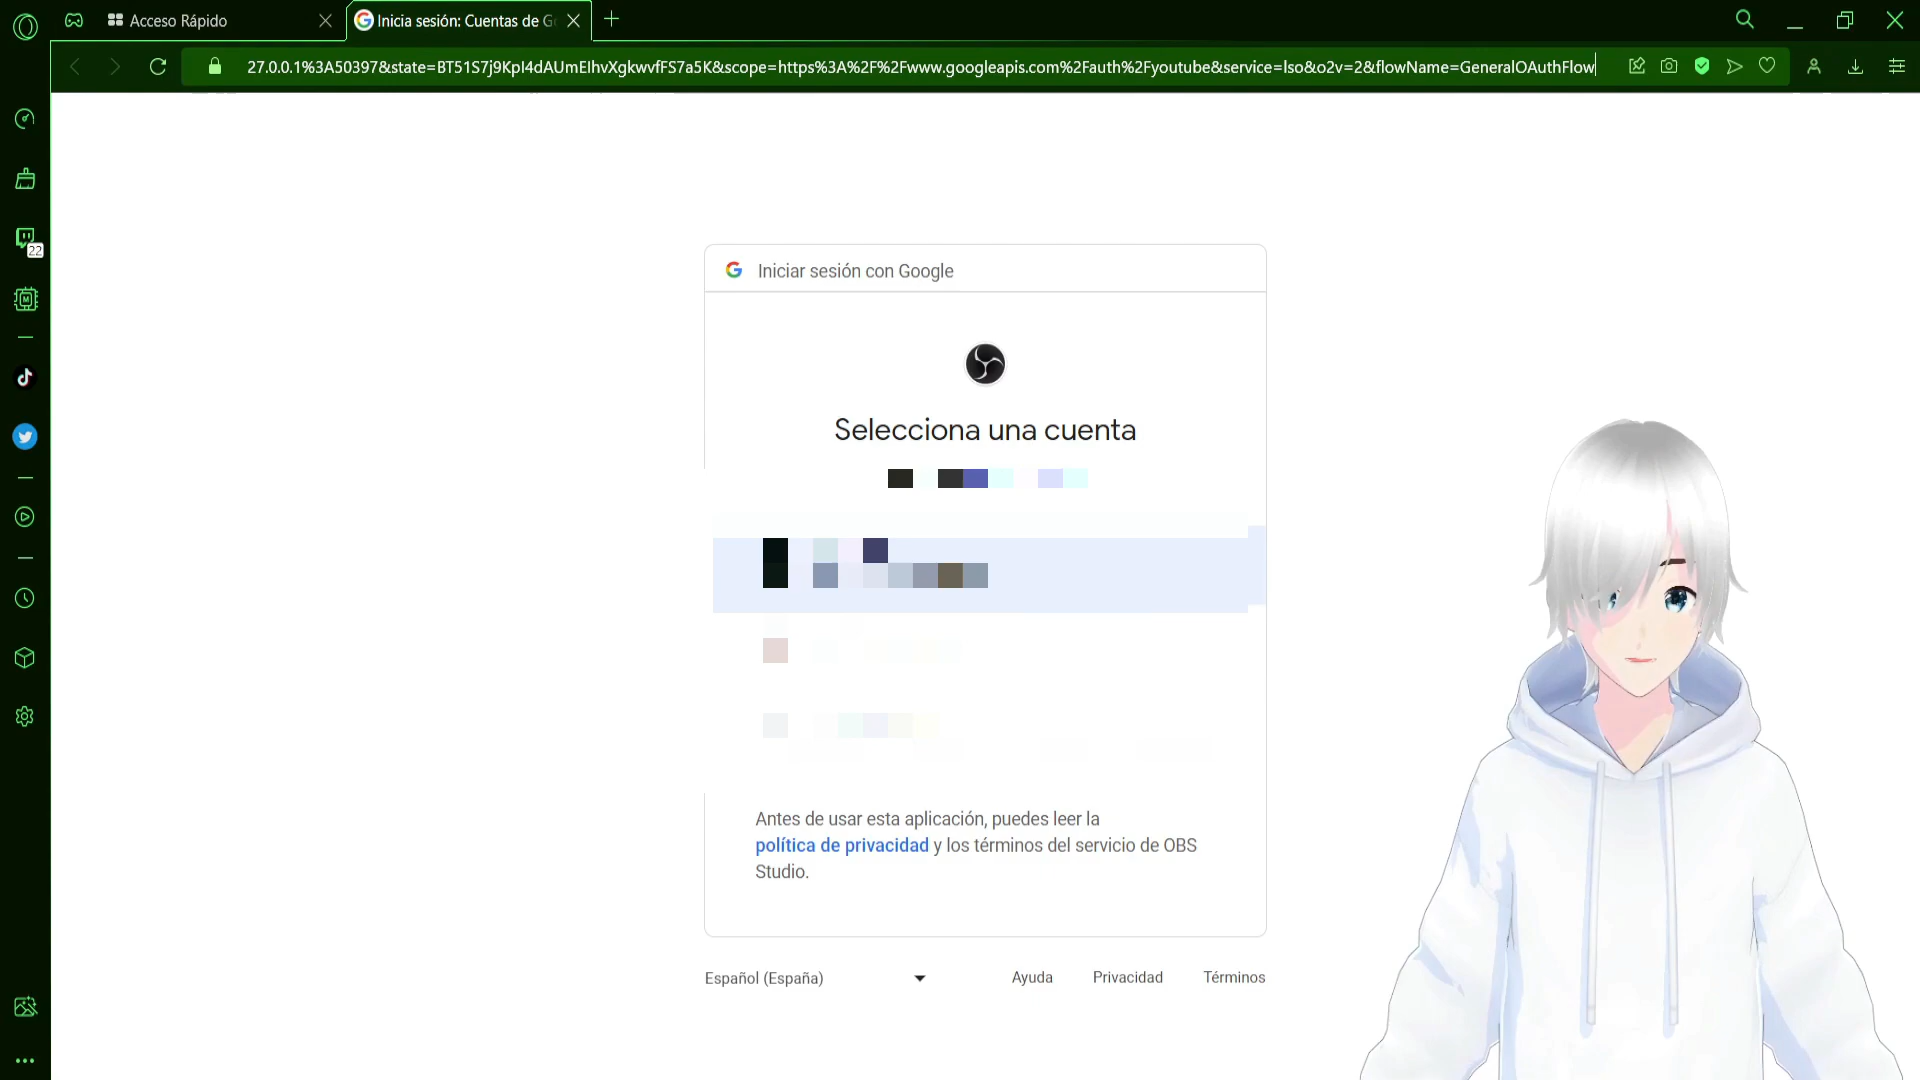 Acceso Rápido
Inicia sesión: Cuentas de G
27.0.0.1%3A50397&state=BT51S7j9KpI4dAUmEIhvXgkwvfFS7a5K&scope=https%3A%2F%2Fwww.googleapis.com%2Fauth%2Fyoutube&service=lso&o2v=2&flowName=GeneralOAuthFlow
22
M
Iniciar sesión con Google
Selecciona una cuenta
Antes de usar esta aplicación, puedes leer la
política de privacidad y los términos del servicio de OBS
Studio.
Español (España)
Ayuda
Privacidad
Términos